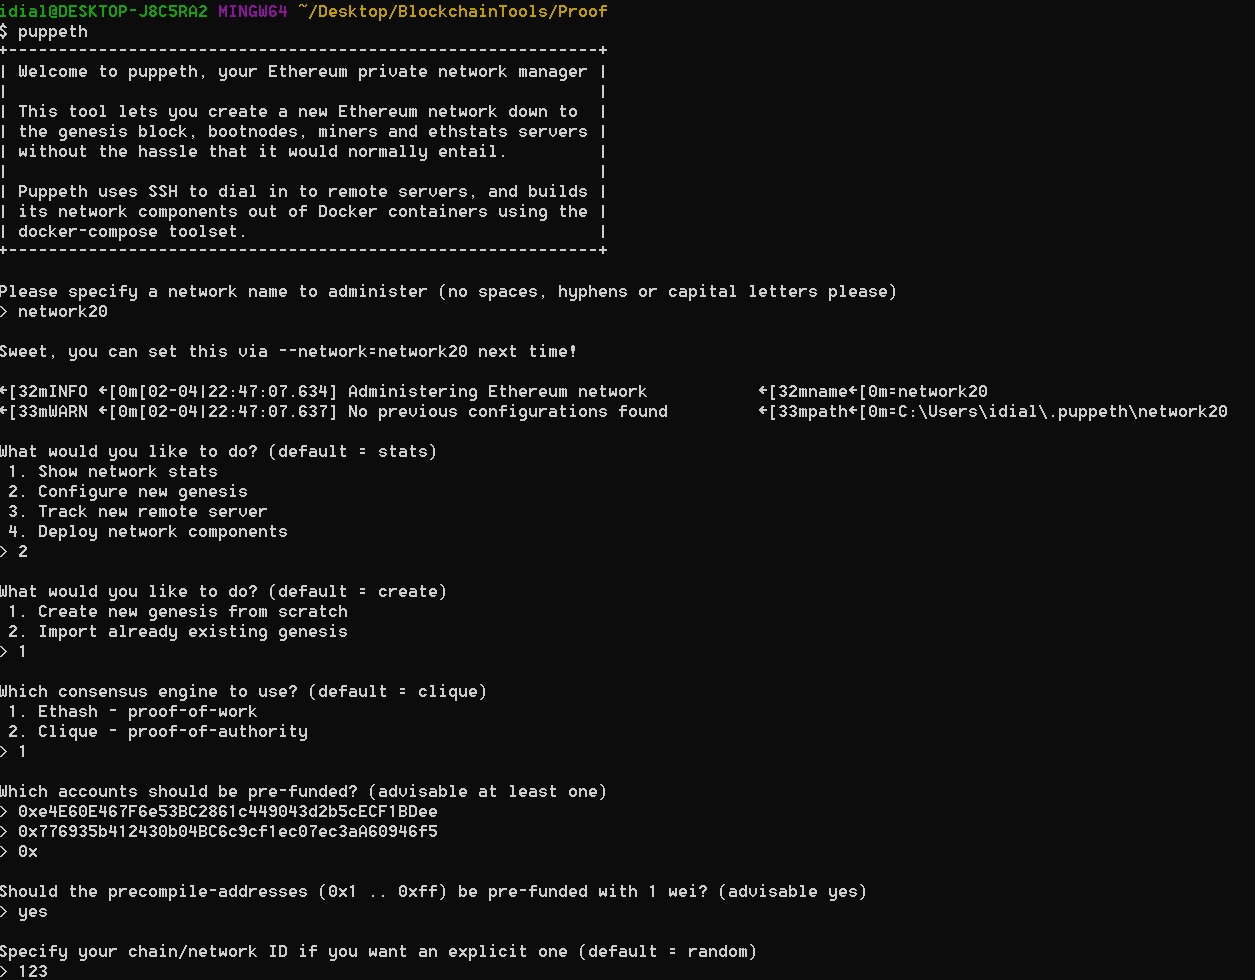 idial@DESKTOP-J8C5RA2 MINGW64 ~/Desktop/BlockchainTools/Proof
$ puppeth
+-----------------------------------------------------------+
| Welcome to puppeth, your Ethereum private network manager |
|                                                           |
| This tool lets you create a new Ethereum network down to  |
| the genesis block, bootnodes, miners and ethstats servers |
| without the hassle that it would normally entail.         |
|                                                           |
| Puppeth uses SSH to dial in to remote servers, and builds |
| its network components out of Docker containers using the |
| docker-compose toolset.                                   |
+-----------------------------------------------------------+
Please specify a network name to administer (no spaces, hyphens or capital letters please)
> network20
Sweet, you can set this via --network=network20 next time!
←[32mINFO ←[0m[02-04|22:47:07.634] Administering Ethereum network           ←[32mname←[0m=network20
←[33mWARN ←[0m[02-04|22:47:07.637] No previous configurations found         ←[33mpath←[0m=C:\Users\idial\.puppeth\network20
What would you like to do? (default = stats)
 1. Show network stats
 2. Configure new genesis
 3. Track new remote server
 4. Deploy network components
> 2
What would you like to do? (default = create)
 1. Create new genesis from scratch
 2. Import already existing genesis
> 1
Which consensus engine to use? (default = clique)
 1. Ethash - proof-of-work
 2. Clique - proof-of-authority
> 1
Which accounts should be pre-funded? (advisable at least one)
> 0xe4E60E467F6e53BC2861c449043d2b5cECF1BDee
> 0x776935b412430b04BC6c9cf1ec07ec3aA60946f5
> 0x
Should the precompile-addresses (0x1 .. 0xff) be pre-funded with 1 wei? (advisable yes)
> yes
Specify your chain/network ID if you want an explicit one (default = random)
> 123